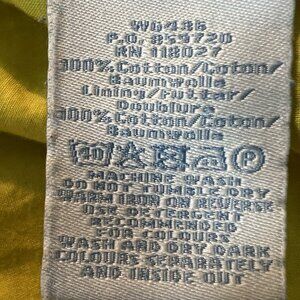 W6486
P.O. 859720
RN 118027
100% Cotton/Coton/
Baumwolle
Lining/Futter/
Doublure
100% Cotton/Coton/
Baumwolle
MACHINE WASH
DO NOT TUMBLE DRY
WARM IRON ON REVERSE
USE DETERGENT
RECOMMENDED
FOR COLOURS
WASH AND DRY DARK
COLOURS SEPARATELY
AND INSIDE OUT